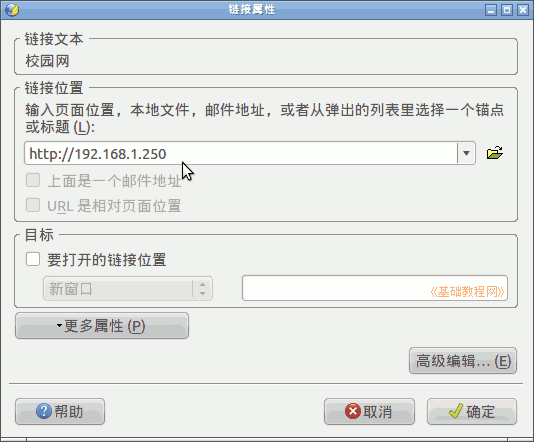 链接属性
链接文本
校园网
链接位置
输入页面位置，本地文件，邮件地址，或者从弹出的列表里选择一个锚点
或标题 (L):
http://192.168.1.250
上面是一个邮件地址
URL 是相对页面位置
目标
要打开的链接位置
新窗口
《基础教程网》
更多属性 (P)
高级编辑... (E)
帮助
取消
确定